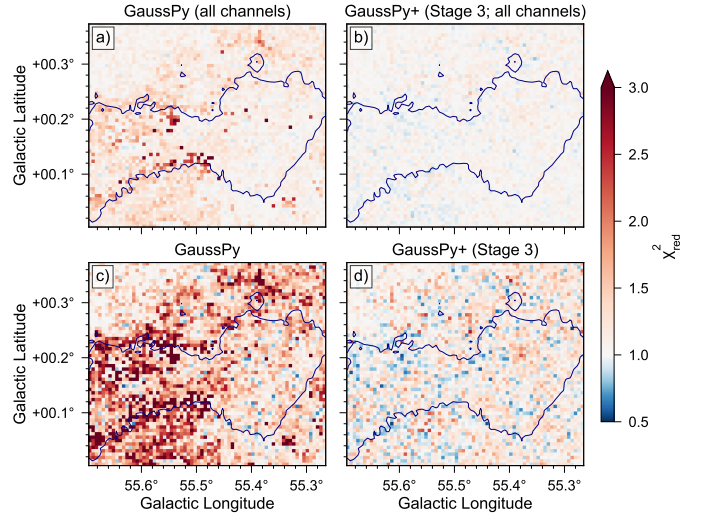 GaussPy (all channels)
GaussPy+ (Stage 3; all channels)
a)
b)
+00.3°
+00.2°
+00.1°
Galactic Latitude
3.0
2.5
2.0
1.5
1.0
0.5
χ²red
GaussPy
GaussPy+ (Stage 3)
c)
d)
+00.3°
+00.2°
+00.1°
Galactic Latitude
55.6° 55.5° 55.4° 55.3°
55.6° 55.5° 55.4° 55.3°
Galactic Longitude
Galactic Longitude